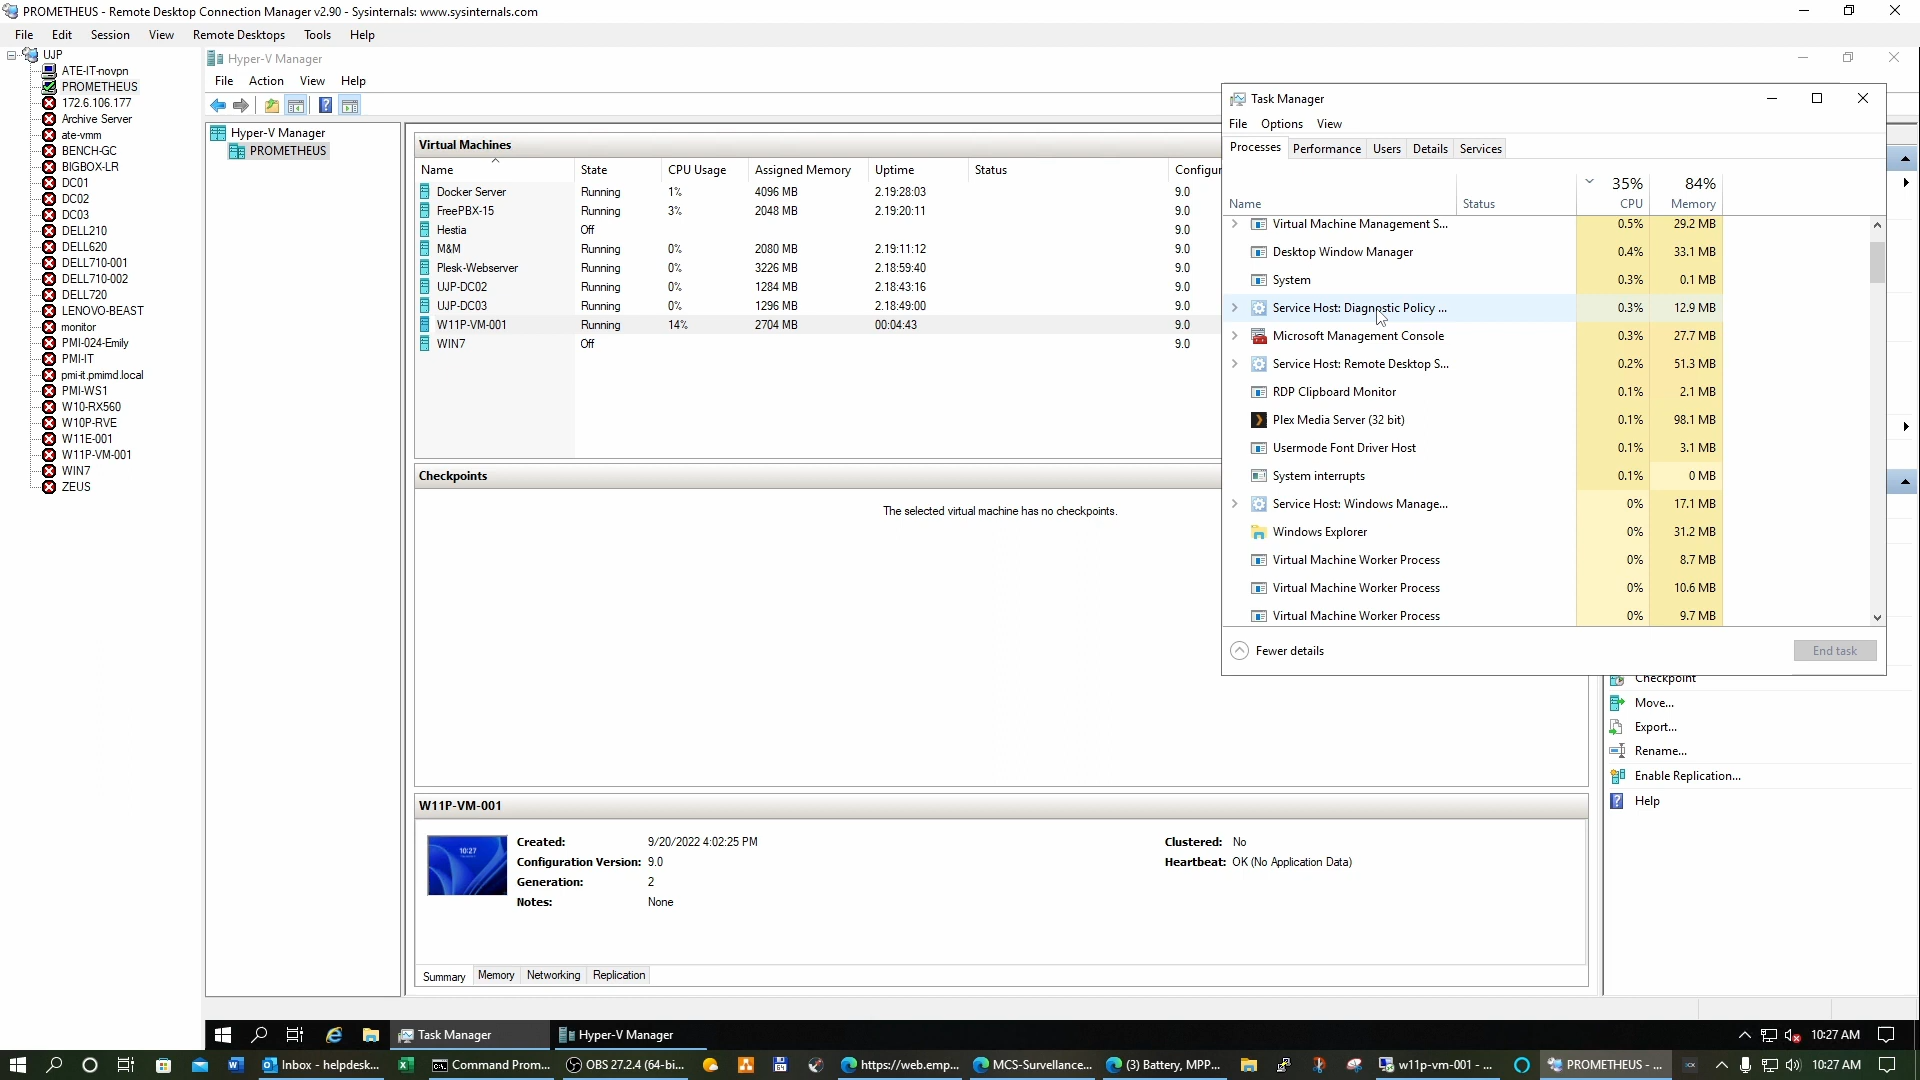 PROMETHEUS - Remote Desktop Connection Manager v2.90 - Sysinternals: www.sysinternals.com
File Edit Session View Remote Desktops Tools Help
UJP
ATE-IT-novpn
PROMETHEUS
172.6.106.177
Archive Server
ate-vmm
BENCH-GC
BIGBOX-LR
DC01
DC02
DC03
DELL210
DELL620
DELL710-001
DELL710-002
DELL720
LENOVO-BEAST
monitor
PMI-024-Emily
PMI-IT
pmi-it.pmimd.local
PMI-WS1
W10-RX560
W10P-RVE
W11E-001
W11P-VM-001
WIN7
ZEUS
Hyper-V Manager
File Action View Help
Hyper-V Manager
PROMETHEUS
Virtual Machines
Name State CPU Usage Assigned Memory Uptime Status Configur
Docker Server Running 1% 4096 MB 2.19:28:03 9.0
FreePBX-15 Running 3% 2048 MB 2.19:20:11 9.0
Hestia Off 9.0
M&M Running 0% 2080 MB 2.19:11:12 9.0
Plesk-Webserver Running 0% 3226 MB 2.18:59:40 9.0
UJP-DC02 Running 0% 1284 MB 2.18:43:16 9.0
UJP-DC03 Running 0% 1296 MB 2.18:49:00 9.0
W11P-VM-001 Running 14% 2704 MB 00:04:43 9.0
WIN7 Off 9.0
Checkpoints
The selected virtual machine has no checkpoints.
W11P-VM-001
10:27
Created: 9/20/2022 4:02:25 PM Clustered: No
Configuration Version: 9.0 Heartbeat: OK (No Application Data)
Generation: 2
Notes: None
Summary Memory Networking Replication
Task Manager
File Options View
Processes Performance Users Details Services
35% 84%
Name Status CPU Memory
Virtual Machine Management S... 0.5% 29.2 MB
Desktop Window Manager 0.4% 33.1 MB
System 0.3% 0.1 MB
Service Host: Diagnostic Policy ... 0.3% 12.9 MB
Microsoft Management Console 0.3% 27.7 MB
Service Host: Remote Desktop S... 0.2% 51.3 MB
RDP Clipboard Monitor 0.1% 2.1 MB
Plex Media Server (32 bit) 0.1% 98.1 MB
Usermode Font Driver Host 0.1% 3.1 MB
System interrupts 0.1% 0 MB
Service Host: Windows Manage... 0% 17.1 MB
Windows Explorer 0% 31.2 MB
Virtual Machine Worker Process 0% 8.7 MB
Virtual Machine Worker Process 0% 10.6 MB
Virtual Machine Worker Process 0% 9.7 MB
Fewer details End task
Checkpoint
Move...
Export...
Rename...
Enable Replication...
Help
Task Manager Hyper-V Manager 10:27 AM
Inbox - helpdesk... Command Prom... OBS 27.2.4 (64-bi... https://web.emp... MCS-Survellance... (3) Battery, MPP... w11p-vm-001 - ... PROMETHEUS - ... 10:27 AM